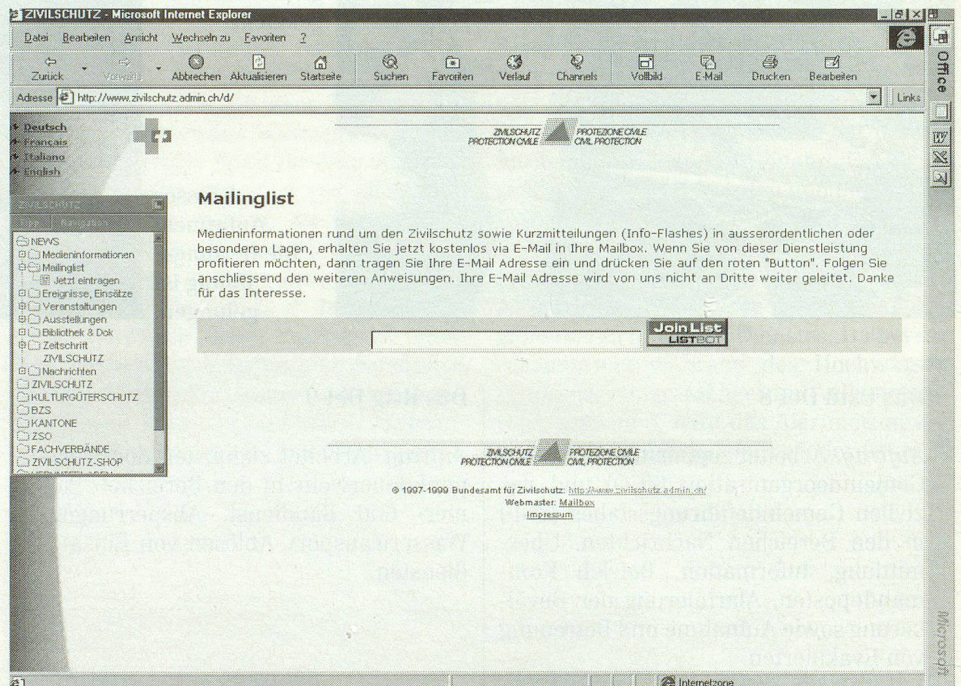 ZIVILSCHUTZ - Microsoft Internet Explorer
Datei Bearbeiten Ansicht Wechseln zu Favoriten ?
Zurück Vorwärts Abbrechen Aktualisieren Startseite Suchen Favoriten Verlauf Channels Vollbild E-Mail Drucken Bearbeiten
Adresse http://www.zivilschutz.admin.ch/d/ Links
Office
Deutsch
Français
Italiano
English
ZIVILSCHUTZ PROTEZIONE CIVILE
PROTECTION CIVILE CIVIL PROTECTION
ZIVILSCHUTZ
Navigation
NEWS
Medieninformationen
Mailinglist
Jetzt eintragen
Ereignisse, Einsätze
Veranstaltungen
Ausstellungen
Bibliothek & Dok
Zeitschrift
ZIVILSCHUTZ
Nachrichten
ZIVILSCHUTZ
KULTURGÜTERSCHUTZ
BZS
KANTONE
ZSO
FACHVERBÄNDE
ZIVILSCHUTZ-SHOP
Mailinglist
Medieninformationen rund um den Zivilschutz sowie Kurzmitteilungen (Info-Flashes) in ausserordentlichen oder
besonderen Lagen, erhalten Sie jetzt kostenlos via E-Mail in Ihre Mailbox. Wenn Sie von dieser Dienstleistung
profitieren möchten, dann tragen Sie Ihre E-Mail Adresse ein und drücken Sie auf den roten "Button". Folgen Sie
anschliessend den weiteren Anweisungen. Ihre E-Mail Adresse wird von uns nicht an Dritte weiter geleitet. Danke
für das Interesse.
Join List
LISTBOT
ZIVILSCHUTZ PROTEZIONE CIVILE
PROTECTION CIVILE CIVIL PROTECTION
© 1997-1999 Bundesamt für Zivilschutz: http://www.zivilschutz.admin.ch/
Webmaster: Mailbox
Impressum
Microsoft
Internetzone